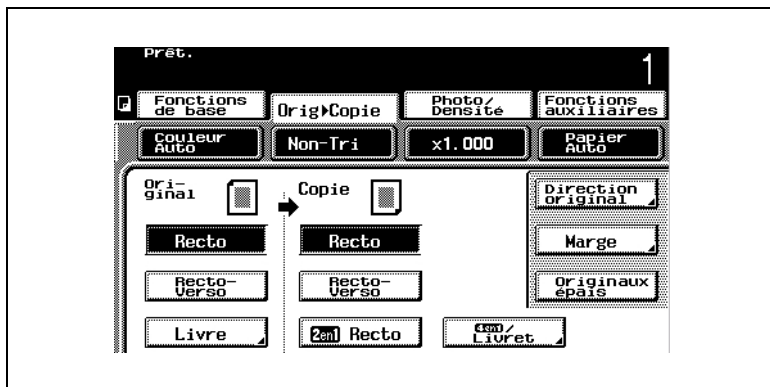 Prêt.
1
Fonctions de base
Orig▸Copie
Photo/Densité
Fonctions auxiliaires
Couleur Auto
Non-Tri
x1.000
Papier Auto
Ori-ginal
Copie
Direction original
Recto
Recto
Marge
Recto-Verso
Recto-Verso
Originaux épais
Livre
2en1 Recto
4en1/Livret